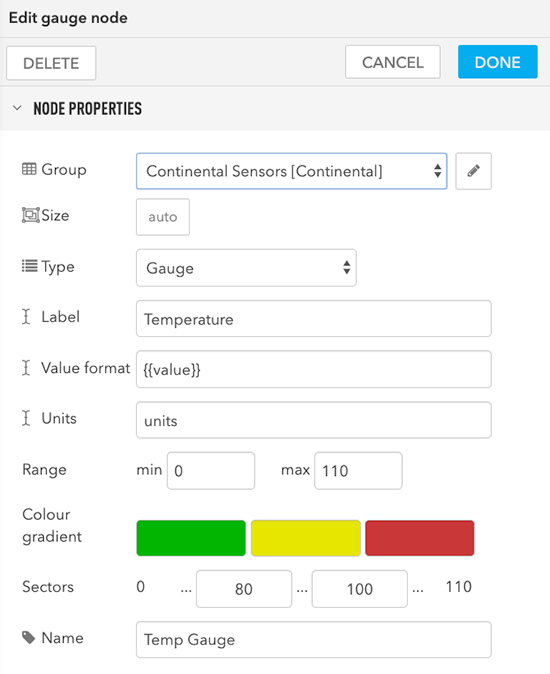 Edit gauge node
DELETE CANCEL DONE
NODE PROPERTIES
Group Continental Sensors [Continental]
Size auto
Type Gauge
Label Temperature
Value format {{value}}
Units units
Range min 0 max 110
Colour
gradient
Sectors 0 ... 80 ... 100 ... 110
Name Temp Gauge